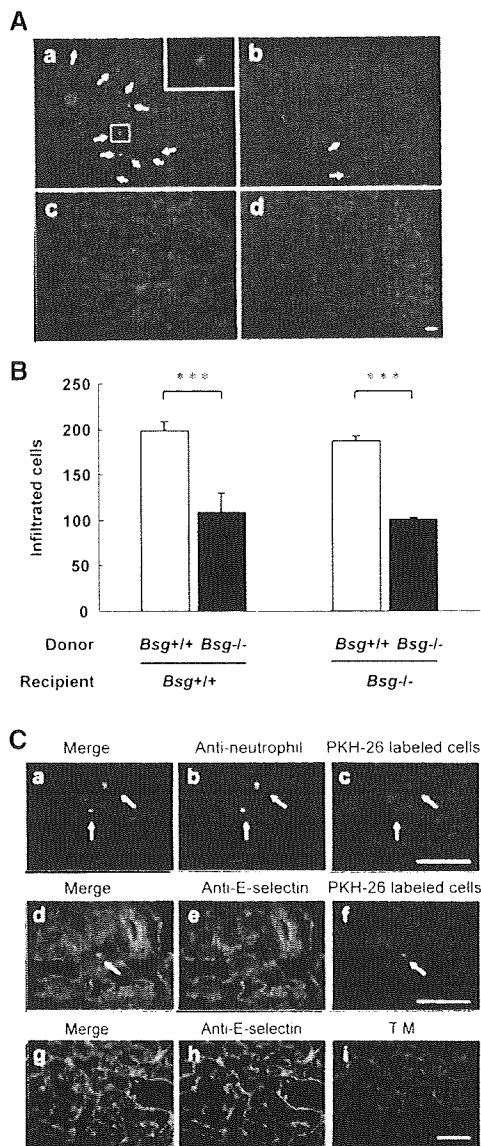 A
a
b
c
d
B
250
200
150
100
50
0
Infiltrated cells
*** ***
Donor Bsg+/+ Bsg-/- Bsg+/+ Bsg-/-
Recipient Bsg+/+ Bsg-/-
C
Merge Anti-neutrophil PKH-26 labeled cells
a b c
Merge Anti-E-selectin PKH-26 labeled cells
d e f
Merge Anti-E-selectin T M
g h i